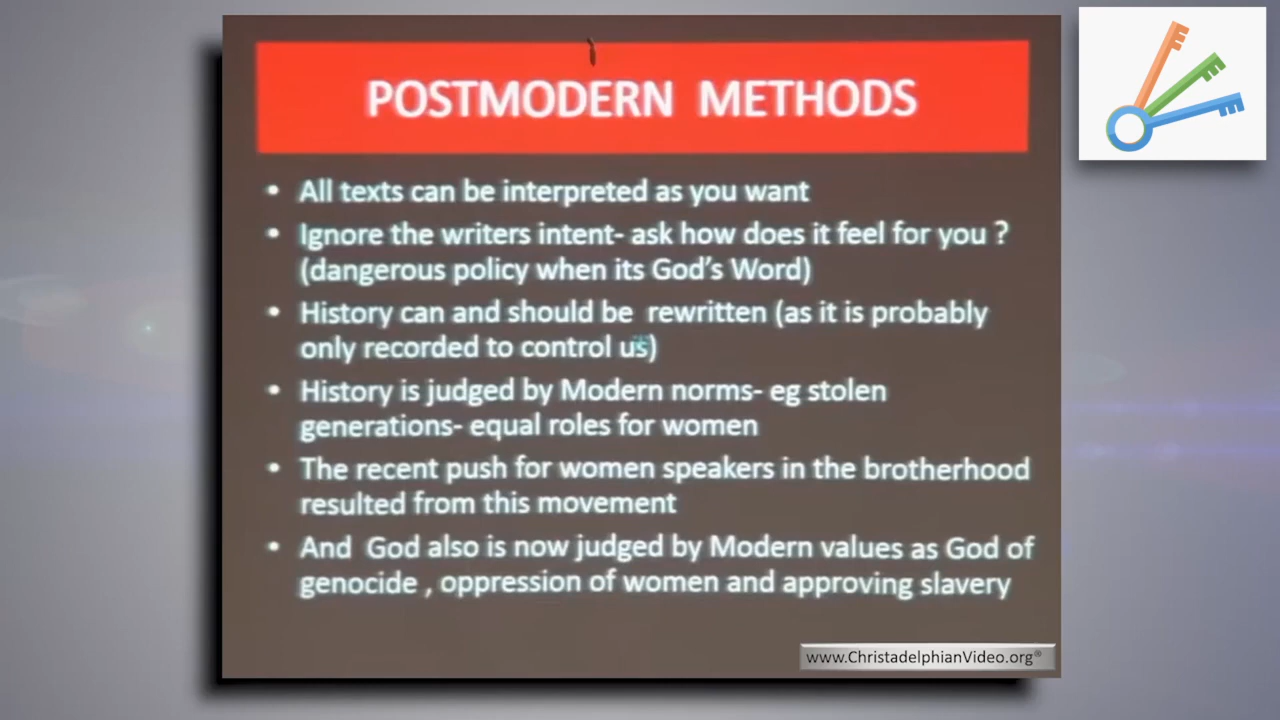 POSTMODERN METHODS
• All texts can be interpreted as you want
• Ignore the writers intent- ask how does it feel for you ?
(dangerous policy when its God's Word)
• History can and should be rewritten (as it is probably
only recorded to control us)
• History is judged by Modern norms- eg stolen
generations- equal roles for women
• The recent push for women speakers in the brotherhood
resulted from this movement
• And God also is now judged by Modern values as God of
genocide , oppression of women and approving slavery
www.ChristadelphianVideo.org®